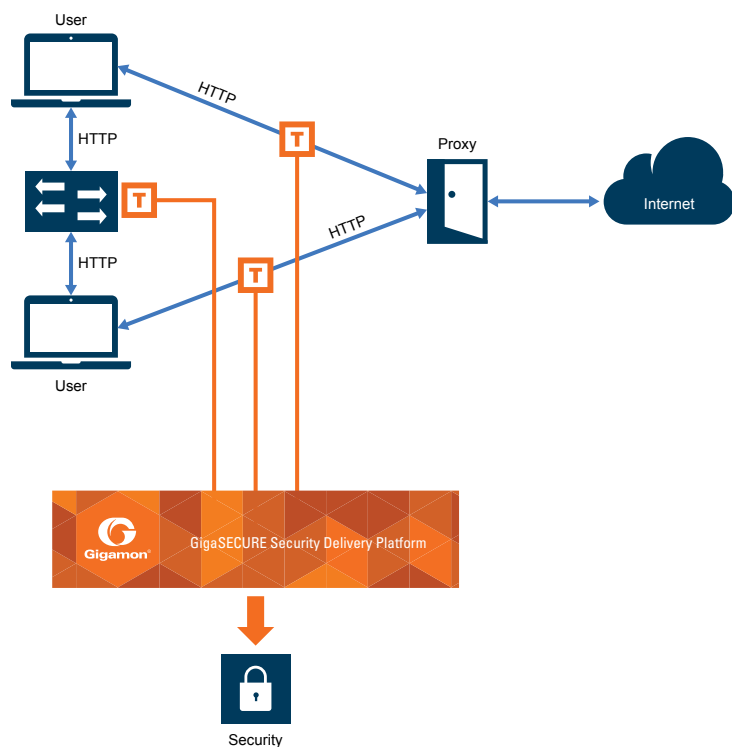 User
HTTP
HTTP
T
Proxy
T
Internet
HTTP
HTTP
T
User
Gigamon®
GigaSECURE Security Delivery Platform
Security